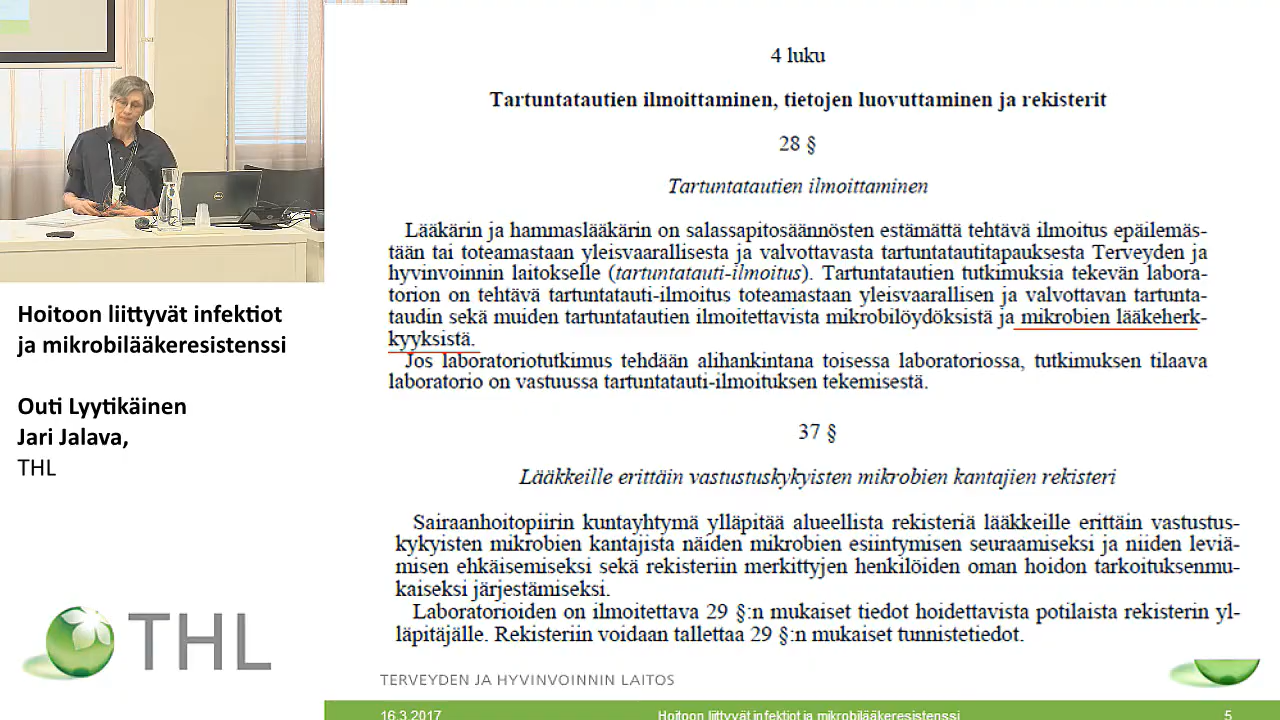 4 luku
Tartuntatautien ilmoittaminen, tietojen luovuttaminen ja rekisterit
28 §
Tartuntatautien ilmoittaminen
Lääkärin ja hammaslääkärin on salassapitosäännösten estämättä tehtävä ilmoitus epäilemäs-
tään tai toteamastaan yleisvaarallisesta ja valvottavasta tartuntatautitapauksesta Terveyden ja
hyvinvoinnin laitokselle (tartuntatauti-ilmoitus). Tartuntatautien tutkimuksia tekevän labora-
torion on tehtävä tartuntatauti-ilmoitus toteamastaan yleisvaarallisen ja valvottavan tartunta-
taudin sekä muiden tartuntatautien ilmoitettavista mikrobilöydöksistä ja mikrobien lääkeherk-
kyyksistä.
Jos laboratoriotutkimus tehdään alihankintana toisessa laboratoriossa, tutkimuksen tilaava
laboratorio on vastuussa tartuntatauti-ilmoituksen tekemisestä.
37 §
Lääkkeille erittäin vastustuskykyisten mikrobien kantajien rekisteri
Sairaanhoitopiirin kuntayhtymä ylläpitää alueellista rekisteriä lääkkeille erittäin vastustus-
kykyisten mikrobien kantajista näiden mikrobien esiintymisen seuraamiseksi ja niiden leviä-
misen ehkäisemiseksi sekä rekisteriin merkittyjen henkilöiden oman hoidon tarkoituksenmu-
kaiseksi järjestämiseksi.
Laboratorioiden on ilmoitettava 29 §:n mukaiset tiedot hoidettavista potilaista rekisterin yl-
läpitäjälle. Rekisteriin voidaan tallettaa 29 §:n mukaiset tunnistetiedot.
Hoitoon liittyvät infektiot
ja mikrobilääkeresistenssi
Outi Lyytikäinen
Jari Jalava,
THL
THL
TERVEYDEN JA HYVINVOINNIN LAITOS
16.3.2017 Hoitoon liittyvät infektiot ja mikrobilääkeresistenssi 5